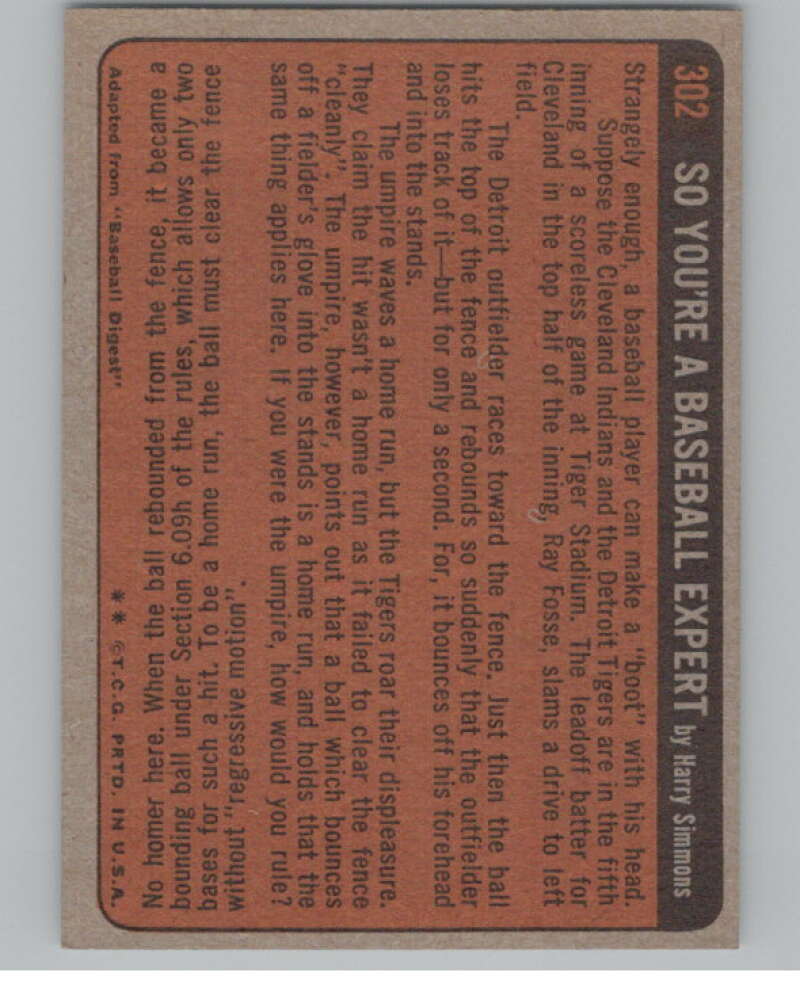 302 SO YOU'RE A BASEBALL EXPERT by Harry Simmons
Strangely enough, a baseball player can make a "boot" with his head.
Suppose the Cleveland Indians and the Detroit Tigers are in the fifth
inning of a scoreless game at Tiger Stadium. The leadoff batter for
Cleveland in the top half of the inning, Ray Fosse, slams a drive to left
field.
The Detroit outfielder races toward the fence. Just then the ball
hits the top of the fence and rebounds so suddenly that the outfielder
loses track of it—but for only a second. For, it bounces off his forehead
and into the stands.
The umpire waves a home run, but the Tigers roar their displeasure.
They claim the hit wasn't a home run as it failed to clear the fence
"cleanly". The umpire, however, points out that a ball which bounces
off a fielder's glove into the stands is a home run, and holds that the
same thing applies here. If you were the umpire, how would you rule?
No homer here. When the ball rebounded from the fence, it became a
bounding ball under Section 6.09h of the rules, which allows only two
bases for such a hit. To be a home run, the ball must clear the fence
without "regressive motion".
Adapted from "Baseball Digest" ** ©T.C.G. PRTD. IN U.S.A.